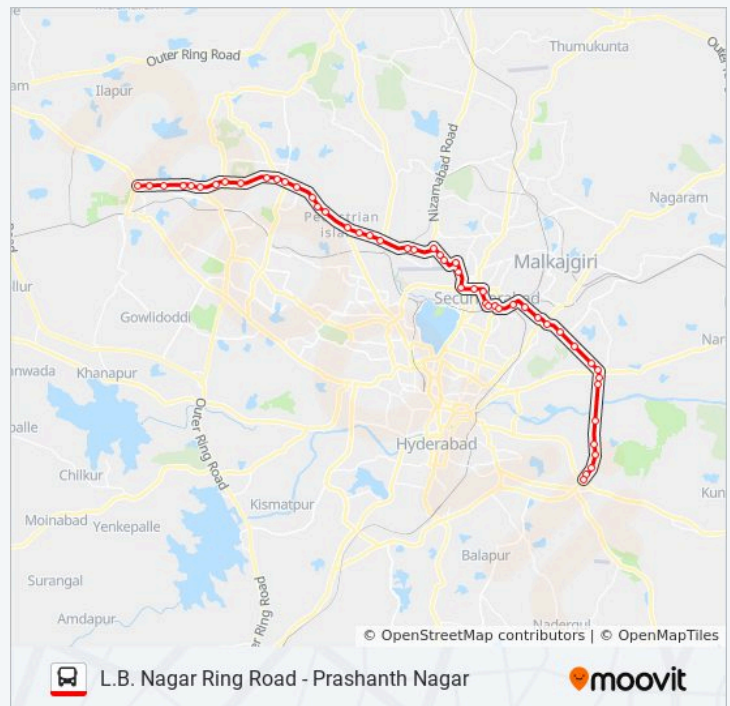 Outer Ring Road
Thumukunta
Ilapur
Nizamabad Road
Nagaram
Malkajgiri
Secunderabad
Gowlidoddi
Khanapur
Outer Ring Road
Hyderabad
Chilkur
Kismatpur
Moinabad
Yenkepalle
Balapur
Surangal
Amdapur
Nadergul
© OpenStreetMap contributors | © OpenMapTiles
L.B. Nagar Ring Road - Prashanth Nagar
moovit